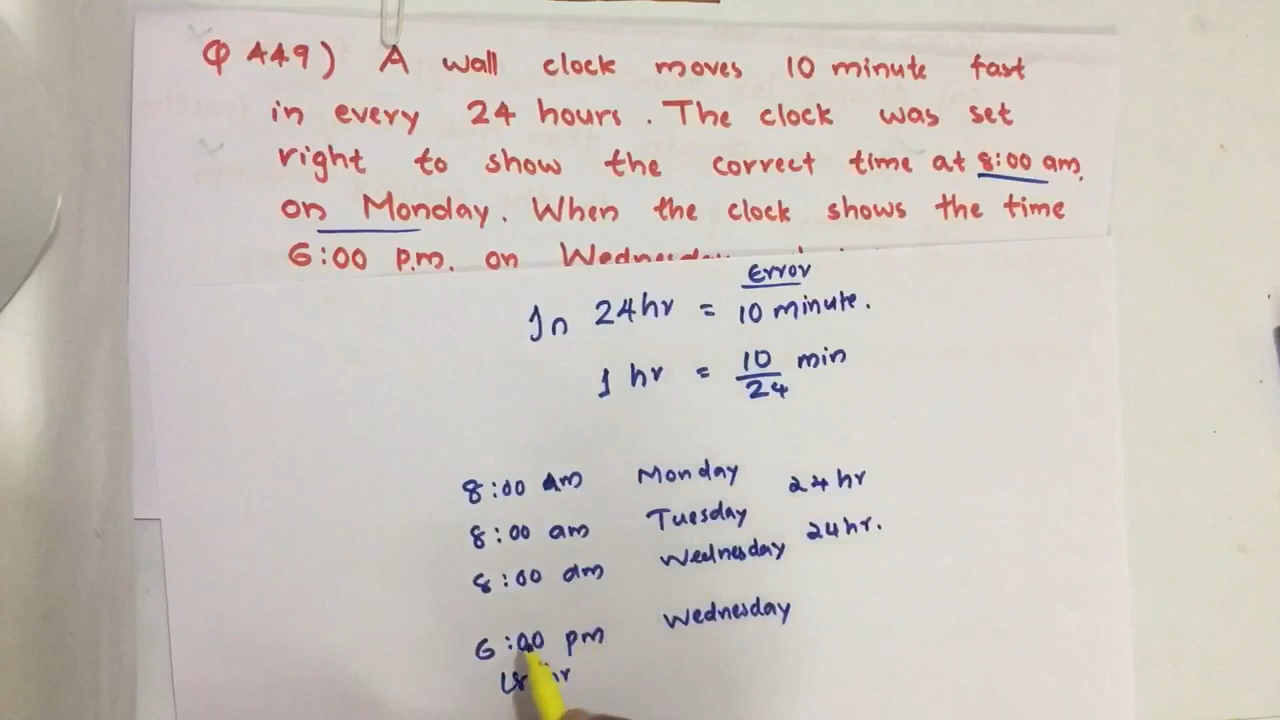 Q 449) A wall clock moves 10 minute fast
in every 24 hours. The clock was set
right to show the correct time at 8:00 am.
on Monday. When the clock shows the time
6:00 P.m. on Wednesday
Error
In 24hr = 10 minute.
1 hr = 10/24 min
8:00 Am Monday 24 hr
8:00 am Tuesday 24hr.
8:00 am Wednesday
6:00 pm Wednesday